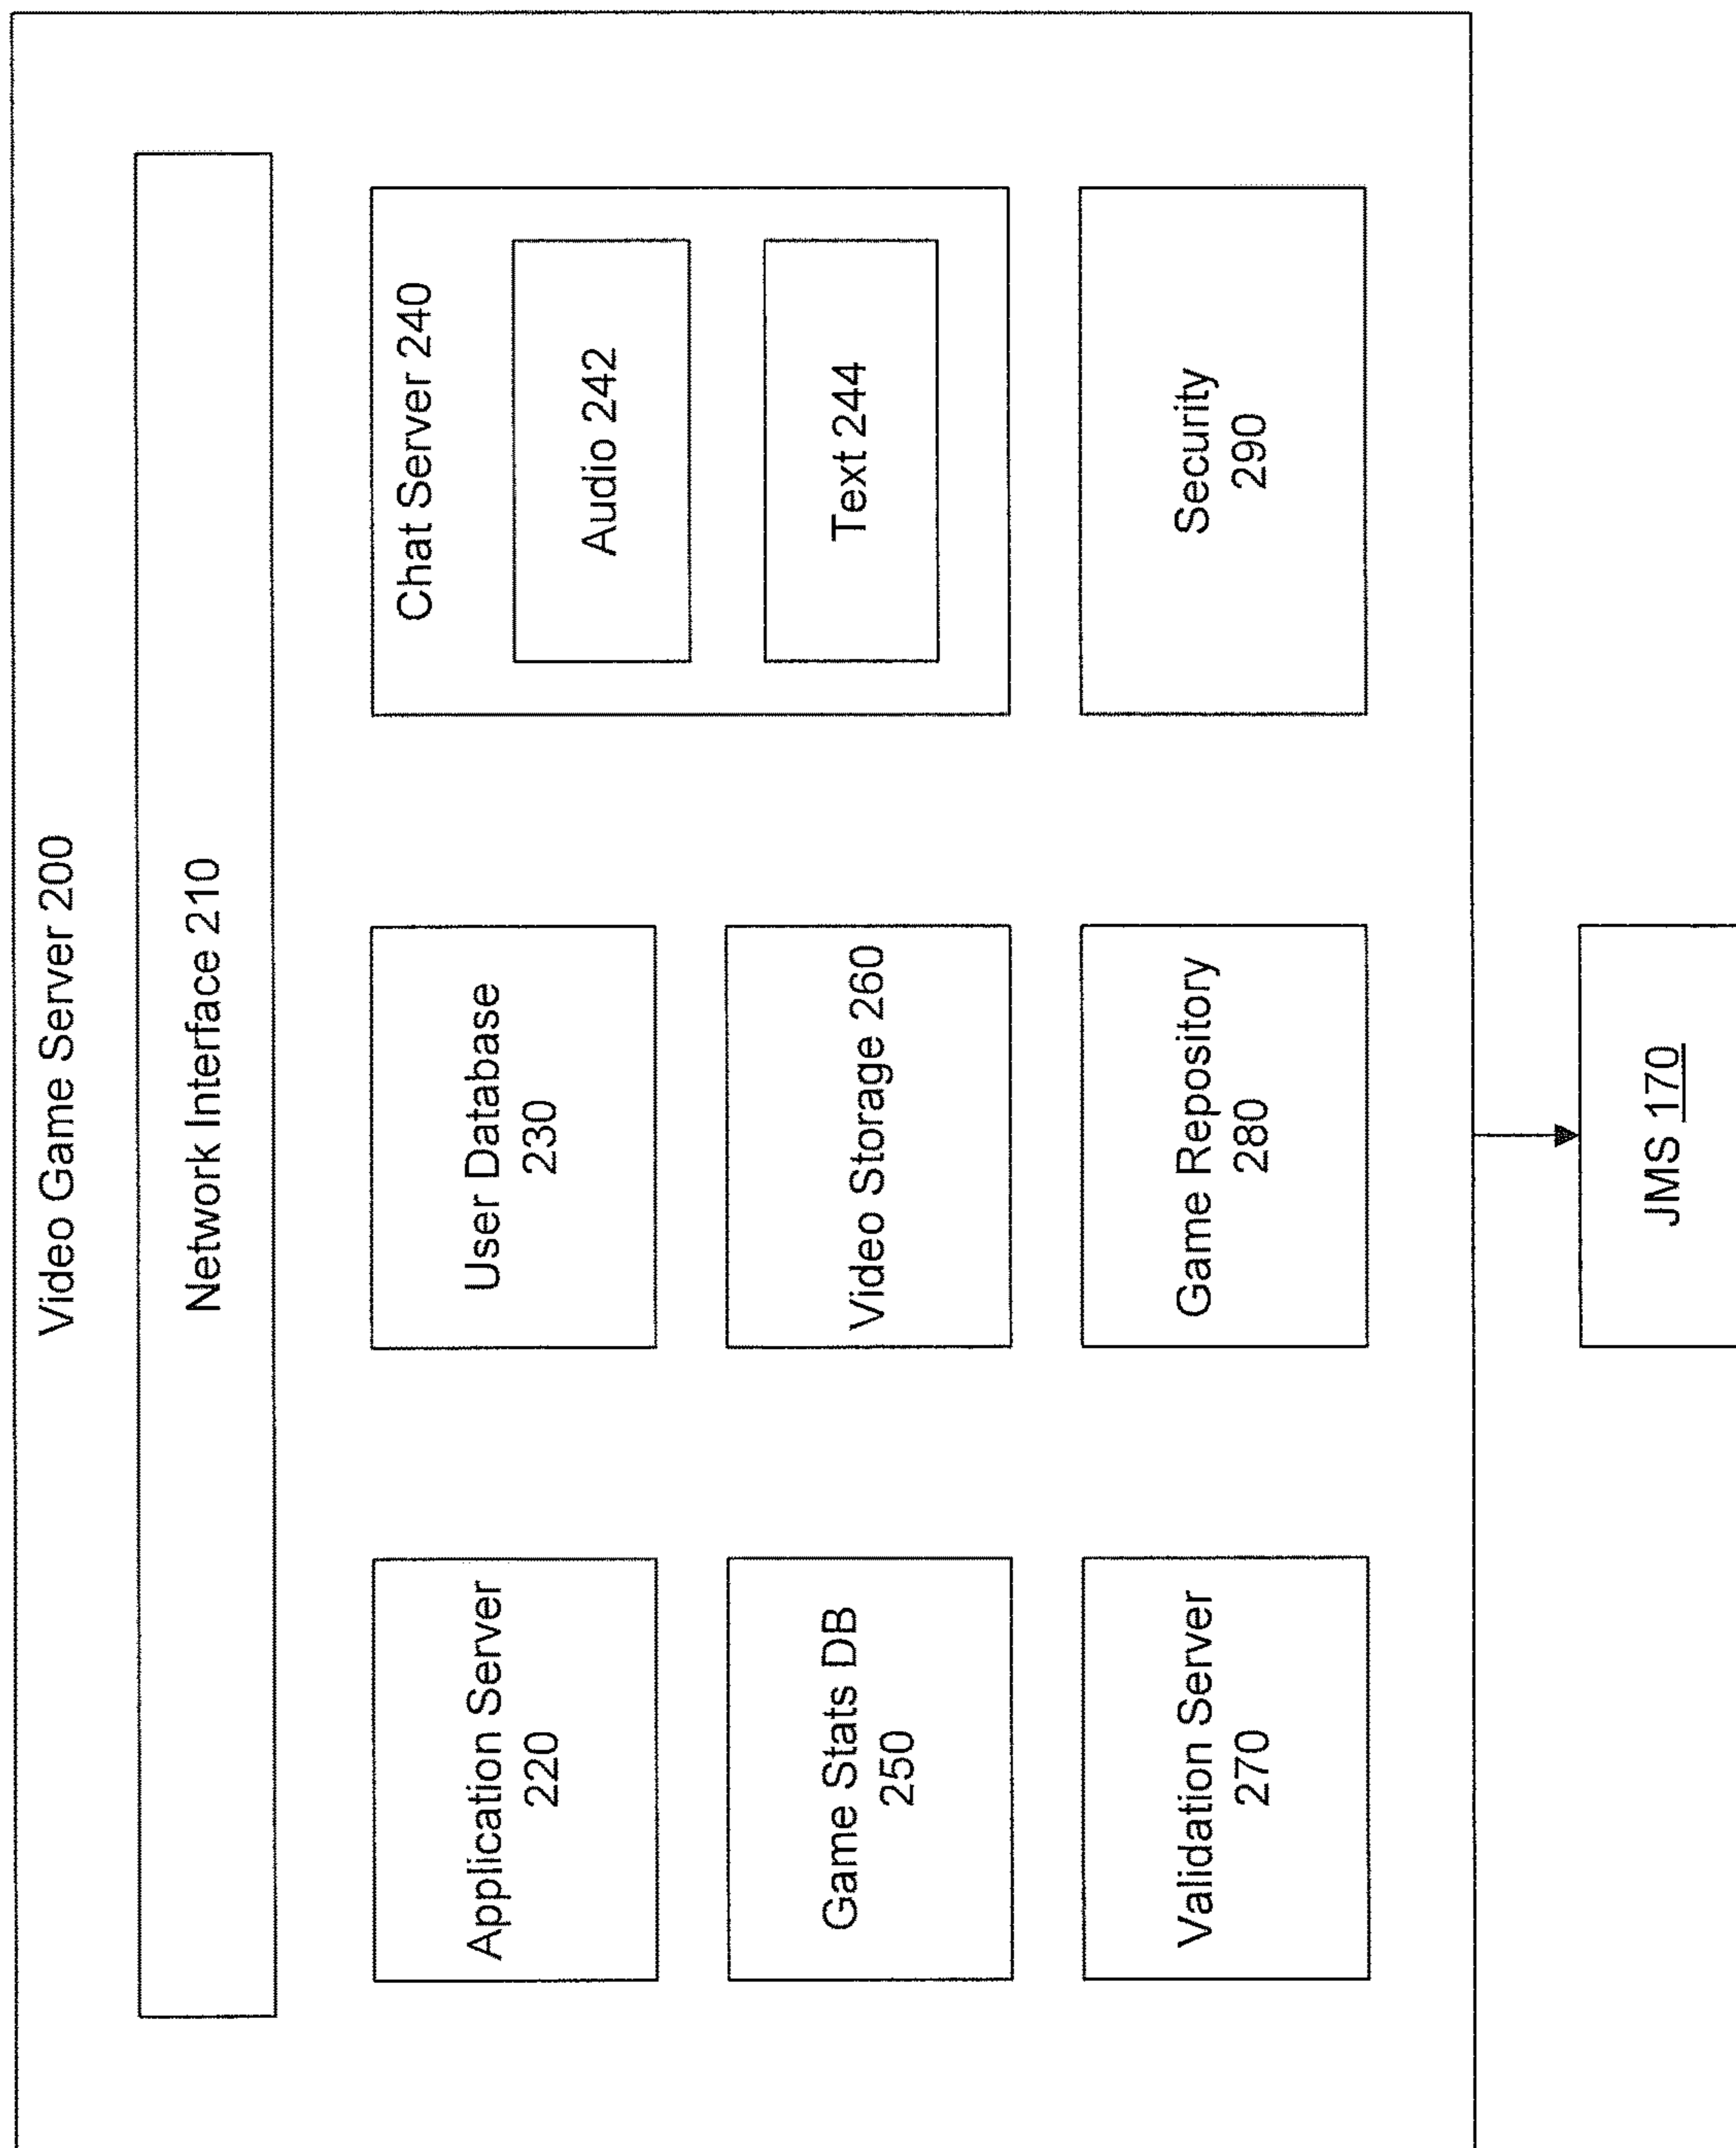 Video Game Server 200
Network Interface 210
Application Server
220
User Database
230
Chat Server 240
Audio 242
Text 244
Game Stats DB
250
Video Storage 260
Validation Server
270
Game Repository
280
Security
290
JMS 170